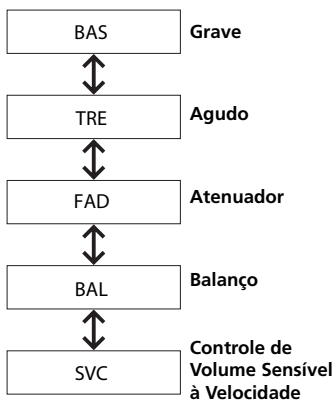 BAS Grave
TRE Agudo
FAD Atenuador
BAL Balanço
SVC Controle de
Volume Sensível
à Velocidade